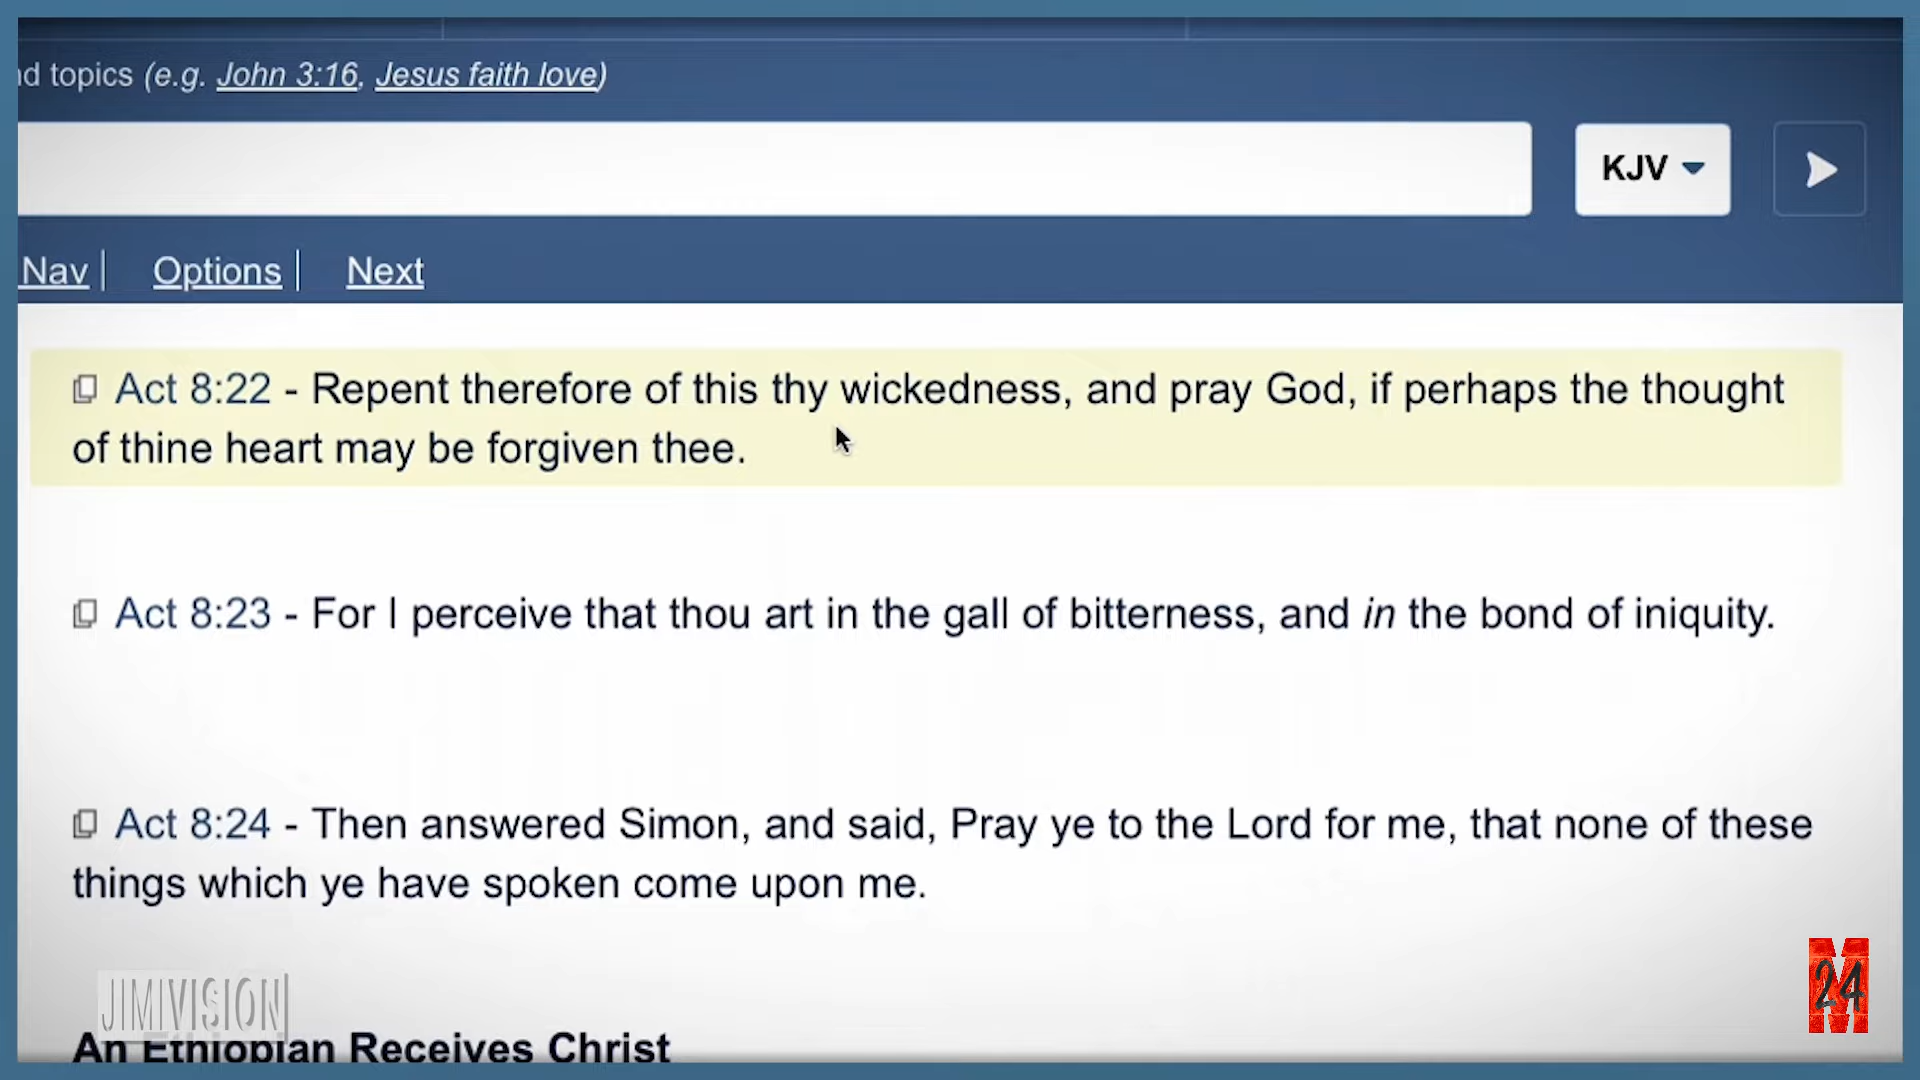 nd topics (e.g. John 3:16, Jesus faith love)
KJV
Nav | Options | Next
Act 8:22 - Repent therefore of this thy wickedness, and pray God, if perhaps the thought
of thine heart may be forgiven thee.
Act 8:23 - For I perceive that thou art in the gall of bitterness, and in the bond of iniquity.
Act 8:24 - Then answered Simon, and said, Pray ye to the Lord for me, that none of these
things which ye have spoken come upon me.
JIMIVISION
M 24
An Ethiopian Receives Christ